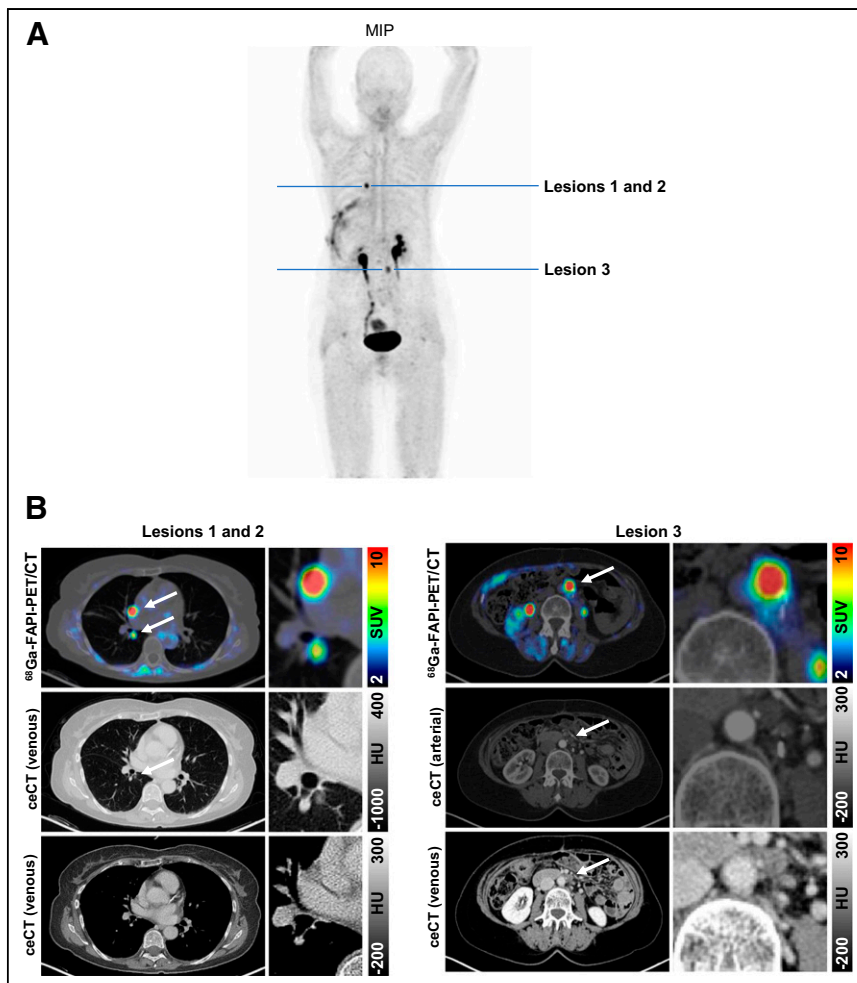 A
MIP
Lesions 1 and 2
Lesion 3
B
Lesions 1 and 2
Lesion 3
68Ga-FAPI-PET/CT
10
SUV
2
ceCT (venous)
400
HU
-1000
ceCT (venous)
300
HU
-200
68Ga-FAPI-PET/CT
10
SUV
2
ceCT (arterial)
300
HU
-200
ceCT (venous)
300
HU
-200